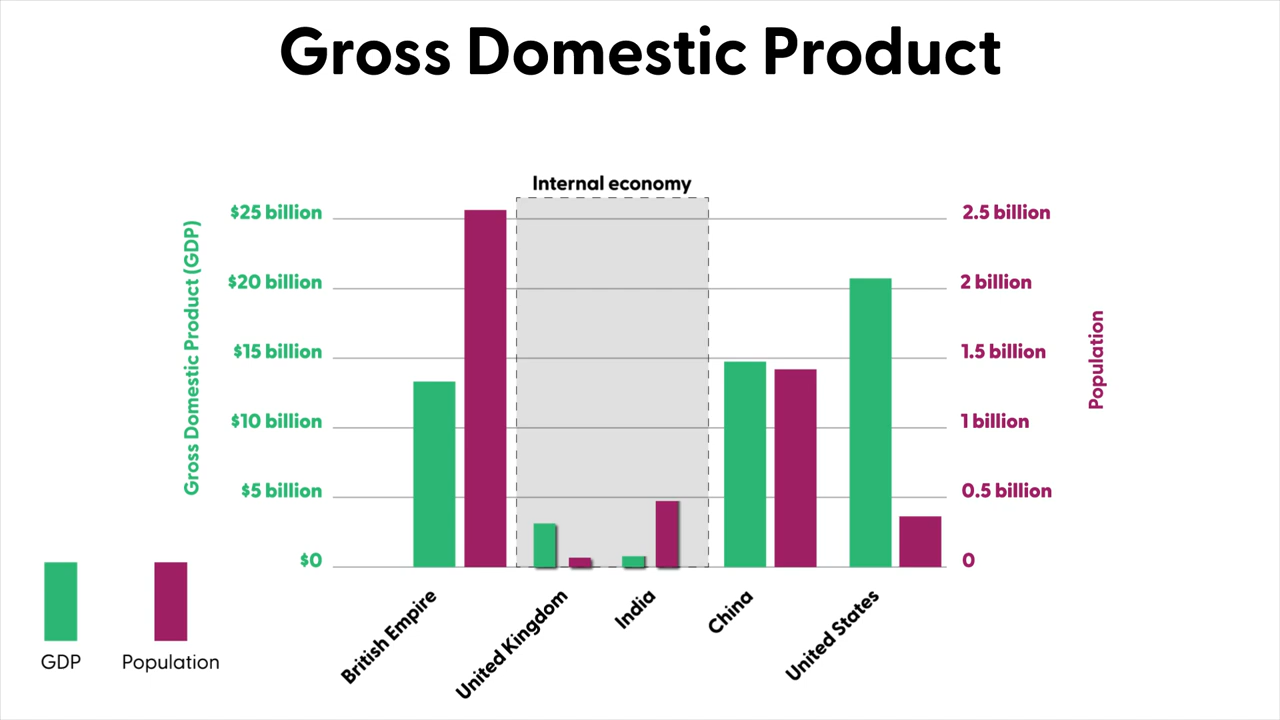 Gross Domestic Product
Internal economy
Gross Domestic Product (GDP)
$25 billion
$20 billion
$15 billion
$10 billion
$5 billion
$0
2.5 billion
2 billion
1.5 billion
1 billion
0.5 billion
0
Population
British Empire
United Kingdom
India
China
United States
GDP
Population